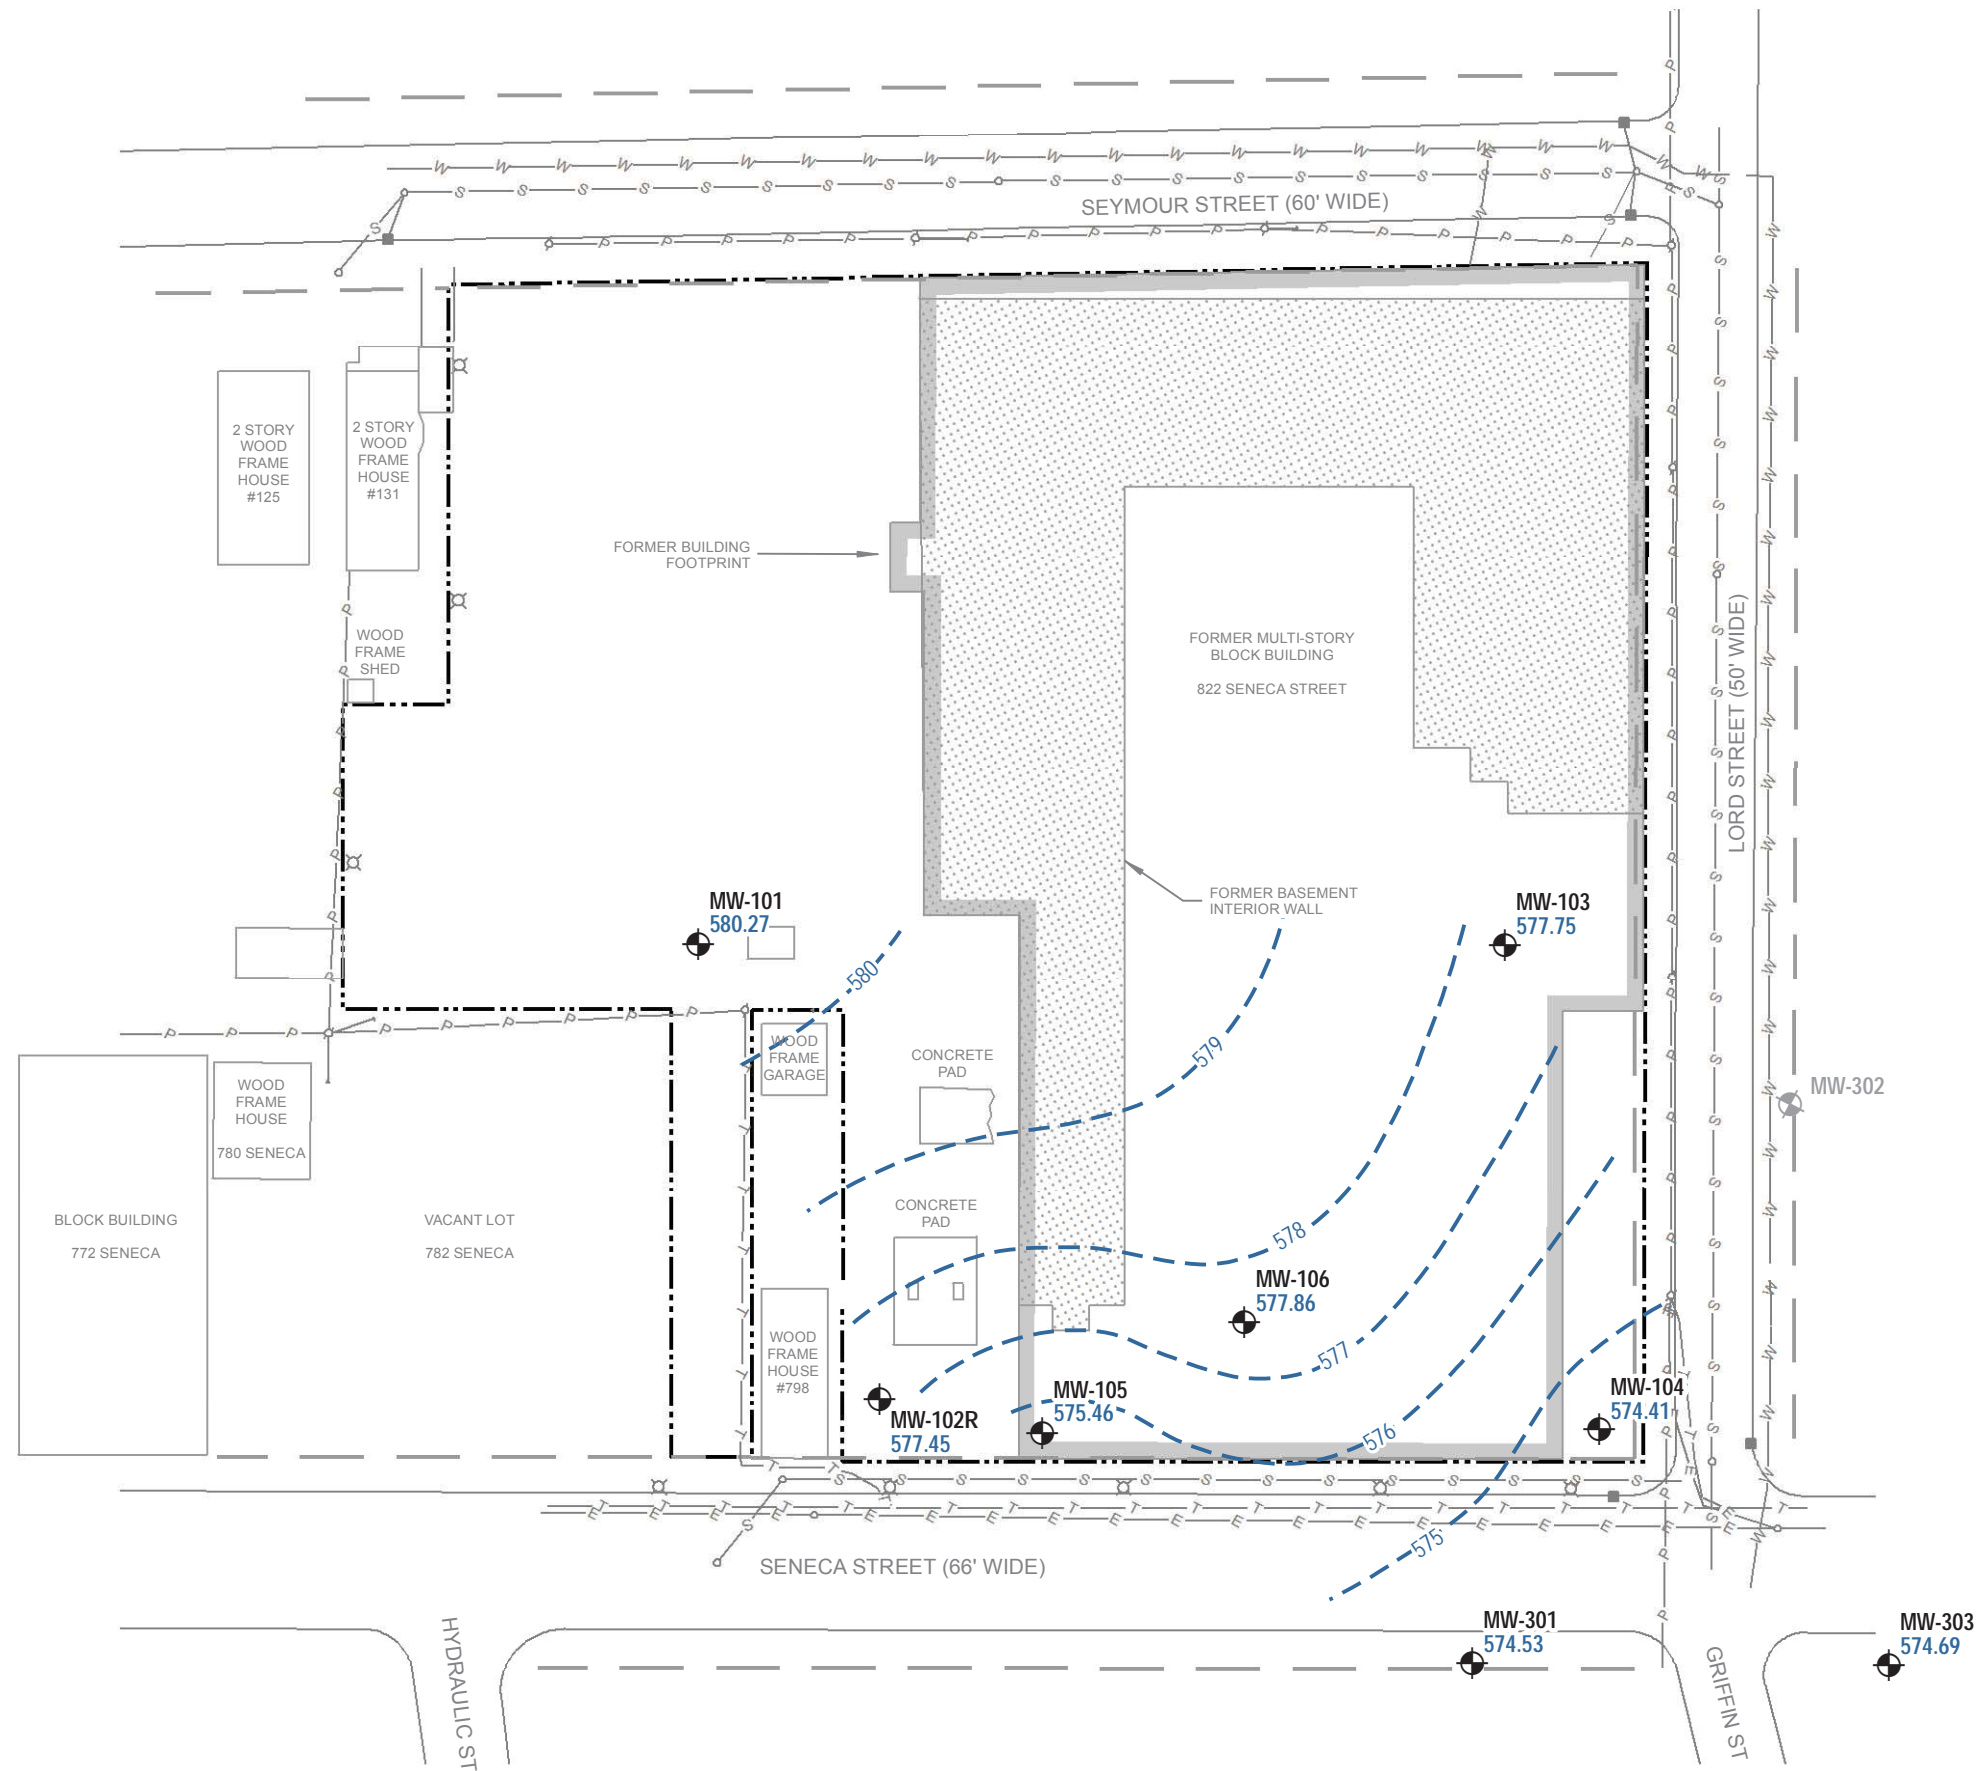 SEYMOUR STREET (60' WIDE)
2 STORY
WOOD
FRAME
HOUSE
#125
2 STORY
WOOD
FRAME
HOUSE
#131
FORMER BUILDING
FOOTPRINT
WOOD
FRAME
SHED
FORMER MULTI-STORY
BLOCK BUILDING
822 SENECA STREET
LORD STREET (50' WIDE)
FORMER BASEMENT
INTERIOR WALL
MW-101
580.27
MW-103
577.75
580
579
578
577
576
575
WOOD
FRAME
GARAGE
CONCRETE
PAD
WOOD
FRAME
HOUSE
780 SENECA
MW-302
BLOCK BUILDING
772 SENECA
VACANT LOT
782 SENECA
CONCRETE
PAD
MW-106
577.86
WOOD
FRAME
HOUSE
#798
MW-102R
577.45
MW-105
575.46
MW-104
574.41
SENECA STREET (66' WIDE)
MW-301
574.53
MW-303
574.69
HYDRAULIC ST
GRIFFIN ST